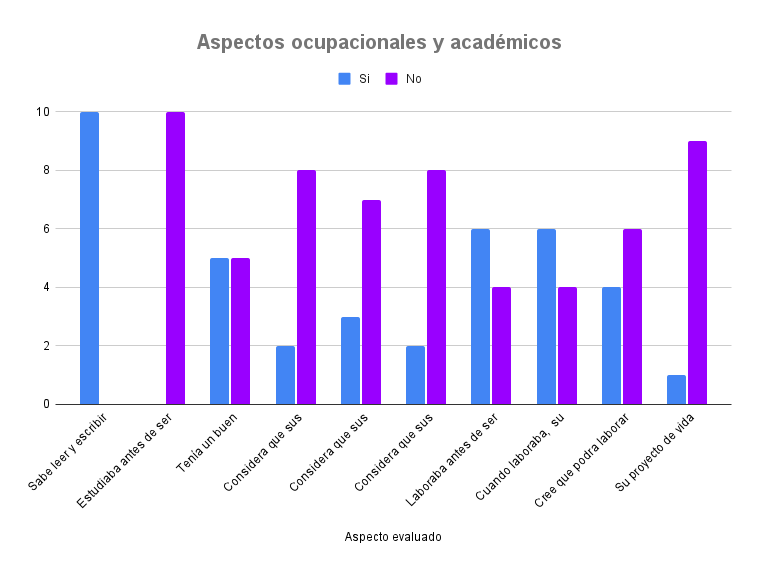 Aspectos ocupacionales y académicos
Si No
10
8
6
4
2
0
Sabe leer y escribir
Estudiaba antes de ser
Tenía un buen
Considera que sus
Considera que sus
Considera que sus
Laboraba antes de ser
Cuando laboraba, su
Cree que podra laborar
Su proyecto de vida
Aspecto evaluado